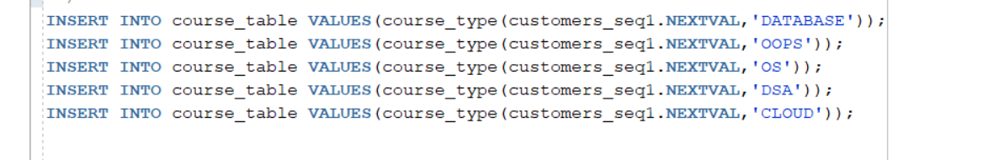 INSERT INTO course_table VALUES(course_type(customers_seq1.NEXTVAL,'DATABASE'));
INSERT INTO course_table VALUES(course_type(customers_seq1.NEXTVAL,'OOPS'));
INSERT INTO course_table VALUES(course_type(customers_seq1.NEXTVAL,'OS'));
INSERT INTO course_table VALUES(course_type(customers_seq1.NEXTVAL,'DSA'));
INSERT INTO course_table VALUES(course_type(customers_seq1.NEXTVAL,'CLOUD'));